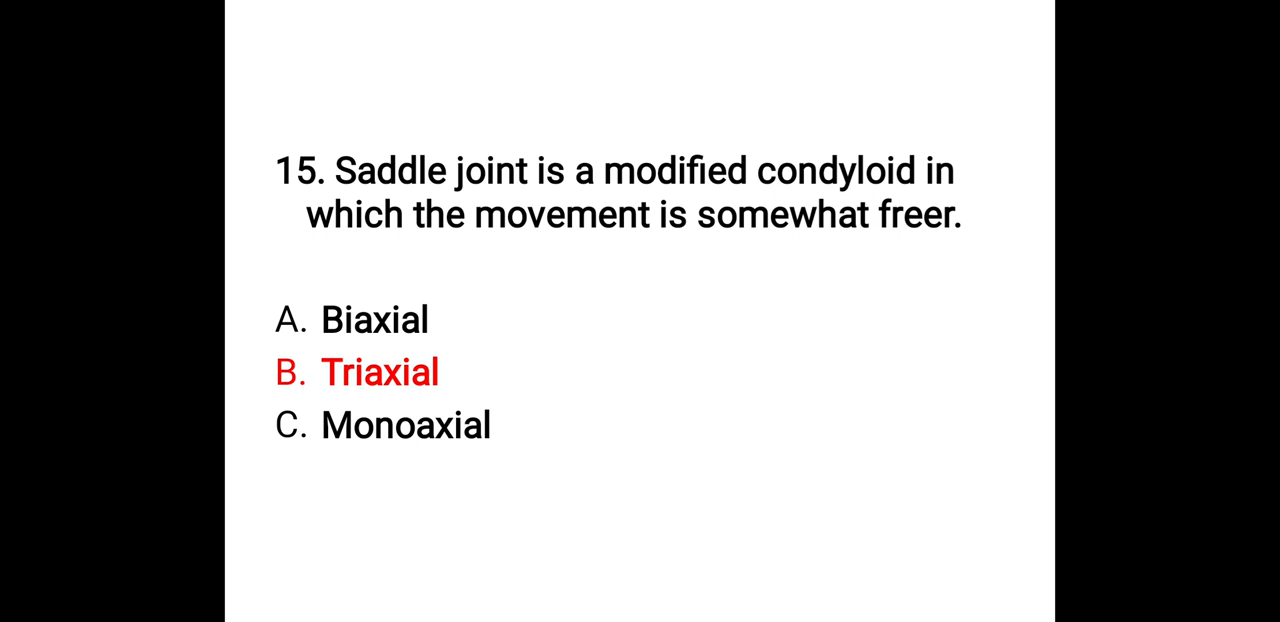 15. Saddle joint is a modified condyloid in
which the movement is somewhat freer.
A. Biaxial
B. Triaxial
C. Monoaxial